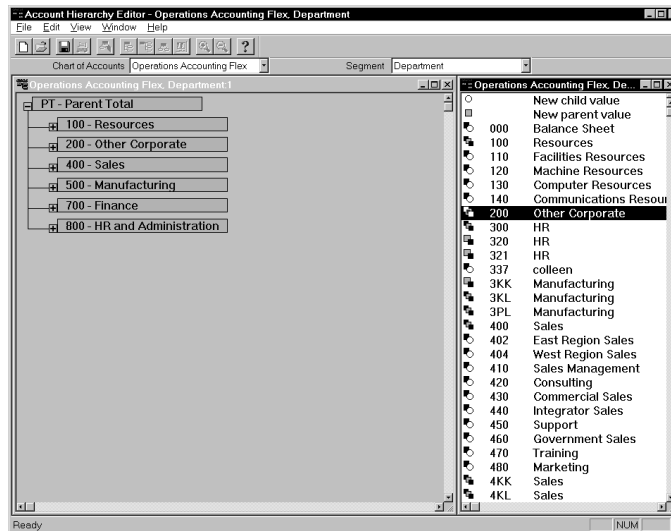 Account Hierarchy Editor - Operations Accounting Flex, Department
File Edit View Window Help
Chart of Accounts Operations Accounting Flex Segment Department
Operations Accounting Flex, Department:1
PT - Parent Total
100 - Resources
200 - Other Corporate
400 - Sales
500 - Manufacturing
700 - Finance
800 - HR and Administration
Operations Accounting Flex, De...
New child value
New parent value
000 Balance Sheet
100 Resources
110 Facilities Resources
120 Machine Resources
130 Computer Resources
140 Communications Resour
200 Other Corporate
300 HR
320 HR
321 HR
337 colleen
3KK Manufacturing
3KL Manufacturing
3PL Manufacturing
400 Sales
402 East Region Sales
404 West Region Sales
410 Sales Management
420 Consulting
430 Commercial Sales
440 Integrator Sales
450 Support
460 Government Sales
470 Training
480 Marketing
4KK Sales
4KL Sales
Ready NUM